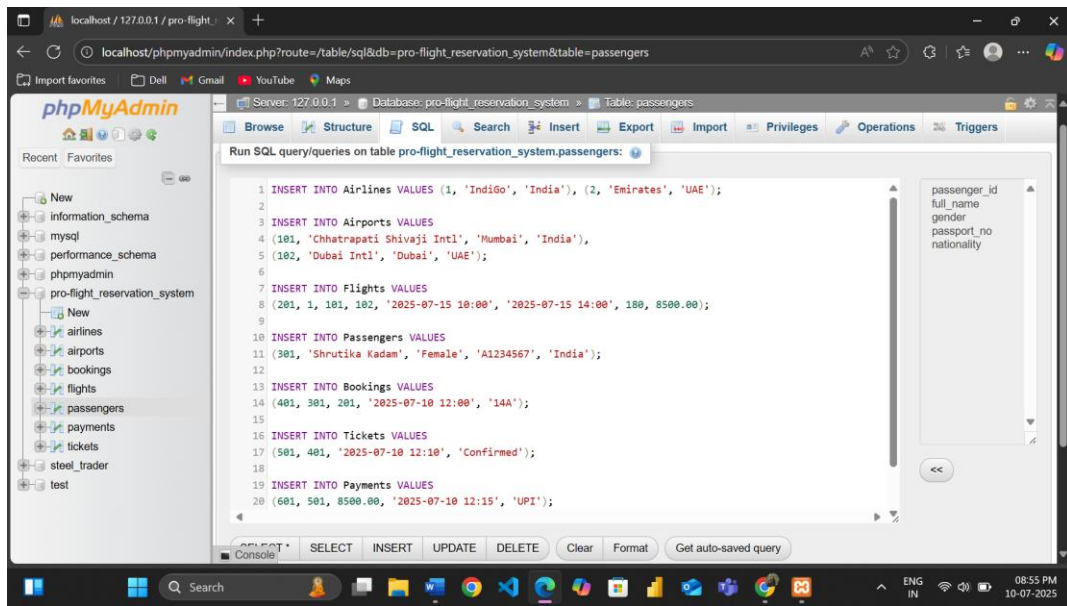 localhost / 127.0.0.1 / pro-flight_r
localhost/phpmyadmin/index.php?route=/table/sql&db=pro-flight_reservation_system&table=passengers
Import favorites Dell Gmail YouTube Maps
phpMyAdmin
Recent Favorites
New
information_schema
mysql
performance_schema
phpmyadmin
pro-flight_reservation_system
New
airlines
airports
bookings
flights
passengers
payments
tickets
steel_trader
test
Server: 127.0.0.1 » Database: pro-flight_reservation_system » Table: passengers
Browse Structure SQL Search Insert Export Import Privileges Operations Triggers
Run SQL query/queries on table pro-flight_reservation_system.passengers:
1 INSERT INTO Airlines VALUES (1, 'IndiGo', 'India'), (2, 'Emirates', 'UAE');
2
3 INSERT INTO Airports VALUES
4 (101, 'Chhatrapati Shivaji Intl', 'Mumbai', 'India'),
5 (102, 'Dubai Intl', 'Dubai', 'UAE');
6
7 INSERT INTO Flights VALUES
8 (201, 1, 101, 102, '2025-07-15 10:00', '2025-07-15 14:00', 180, 8500.00);
9
10 INSERT INTO Passengers VALUES
11 (301, 'Shrutika Kadam', 'Female', 'A1234567', 'India');
12
13 INSERT INTO Bookings VALUES
14 (401, 301, 201, '2025-07-10 12:00', '14A');
15
16 INSERT INTO Tickets VALUES
17 (501, 401, '2025-07-10 12:10', 'Confirmed');
18
19 INSERT INTO Payments VALUES
20 (601, 501, 8500.00, '2025-07-10 12:15', 'UPI');
passenger_id
full_name
gender
passport_no
nationality
<<
SELECT * SELECT INSERT UPDATE DELETE Clear Format Get auto-saved query
Console
Search
ENG
IN
08:55 PM
10-07-2025